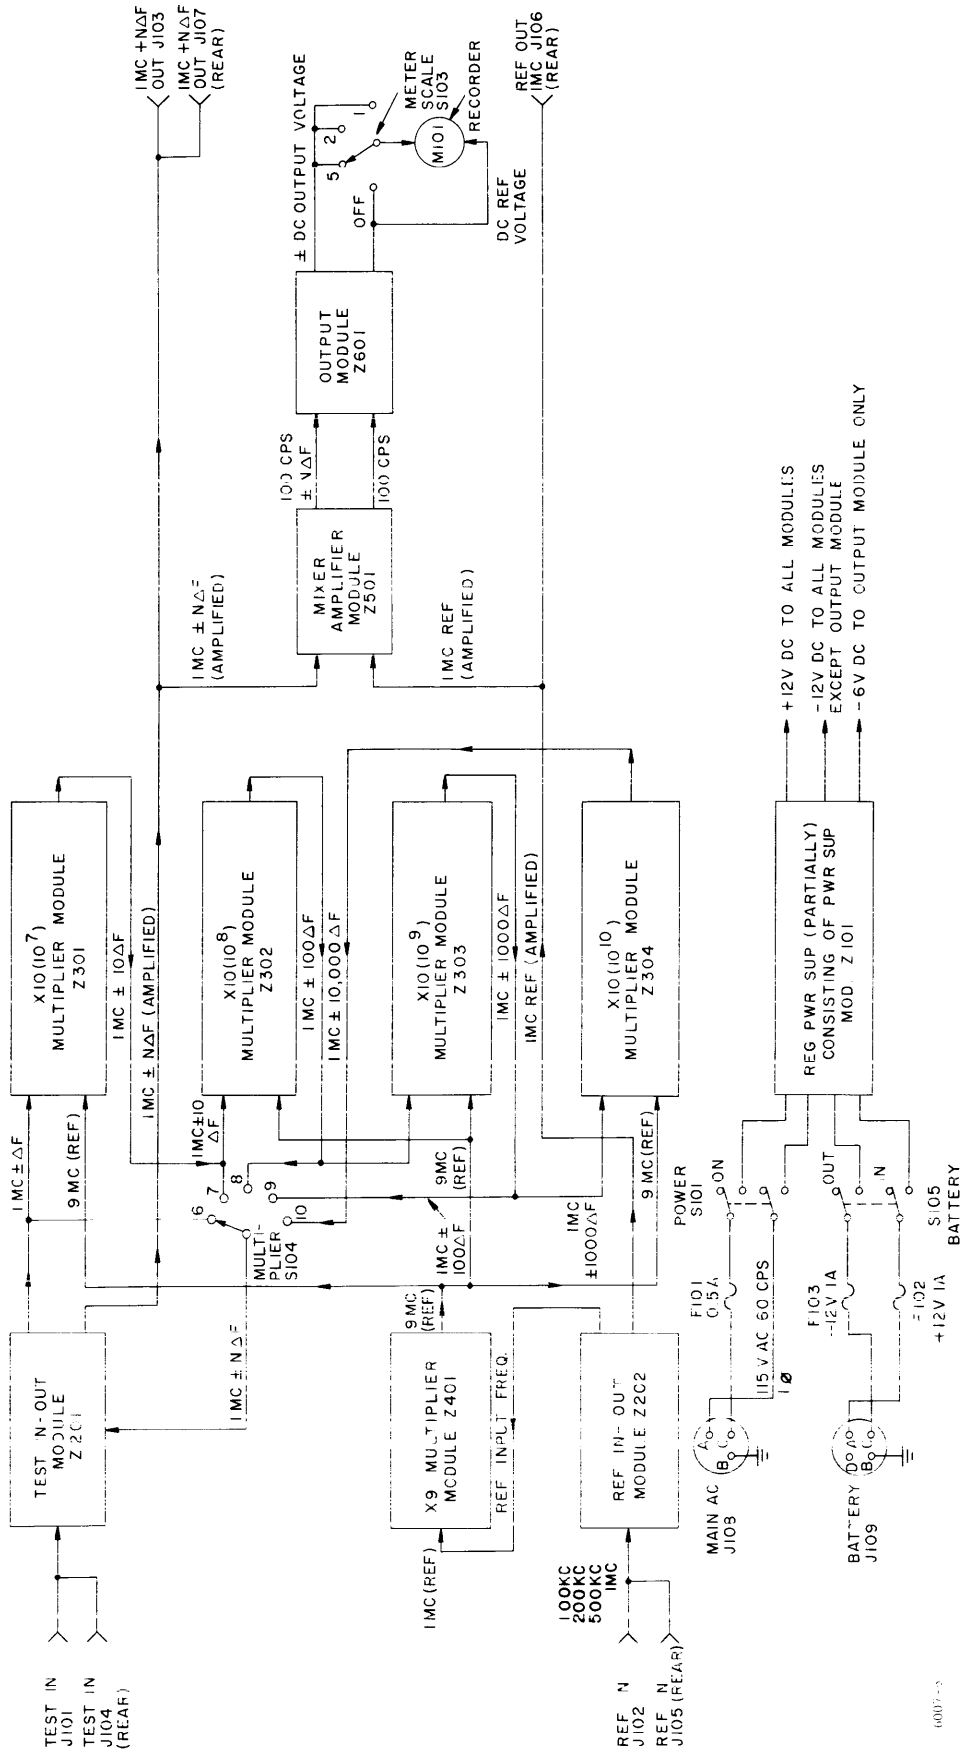 TEST IN
J101
TEST IN
J104
(REAR)
TEST IN-OUT
MODULE
Z201
1MC ± ΔF
9 MC (REF)
X10(10⁷)
MULTIPLIER MODULE
Z301
1MC ± 10ΔF
1MC ± NΔF (AMPLIFIED)
1MC +NΔF
OUT J103
1MC +NΔF
OUT J107
(REAR)
1MC ± NΔF
6
7
8
9
10
MULTI-
PLIER
S104
1MC±10
ΔF
X10(10⁸)
MULTIPLIER MODULE
Z302
1MC ± 100ΔF
1MC ± 10,000ΔF
1MC ± NΔF
(AMPLIFIED)
MIXER
AMPLIFIER
MODULE
Z501
100 CPS
± NΔF
100 CPS
OUTPUT
MODULE
Z601
± DC OUTPUT VOLTAGE
OFF
5
2
1
METER
SCALE
S103
M101
RECORDER
DC REF
VOLTAGE
1MC REF
(AMPLIFIED)
1MC(REF)
X9 MULTIPLIER
MODULE Z401
9MC
(REF)
1MC ±
100ΔF
9MC
(REF)
X10(10⁹)
MULTIPLIER MODULE
Z303
1MC ± 1000ΔF
1MC REF (AMPLIFIED)
REF INPUT FREQ.
REF OUT
1MC J106
(REAR)
100KC
200KC
500KC
1MC
REF N
J102
REF N
J105 (REAR)
REF IN-OUT
MODULE Z202
1MC
±1000ΔF
9 MC(REF)
X10(10¹⁰)
MULTIPLIER MODULE
Z304
MAIN AC
J108
A
B
C
F101
0.5A
115 V AC 60 CPS
1Ø
POWER
S101
ON
BATTERY
J109
D
A
B
C
F103
-12V 1A
F102
+12V 1A
OUT
IN
S105
BATTERY
REG PWR SUP (PARTIALLY)
CONSISTING OF PWR SUP
MOD. Z101
+12V DC TO ALL MODULES
-12V DC TO ALL MODULES
EXCEPT OUTPUT MODULE
-6V DC TO OUTPUT MODULE ONLY